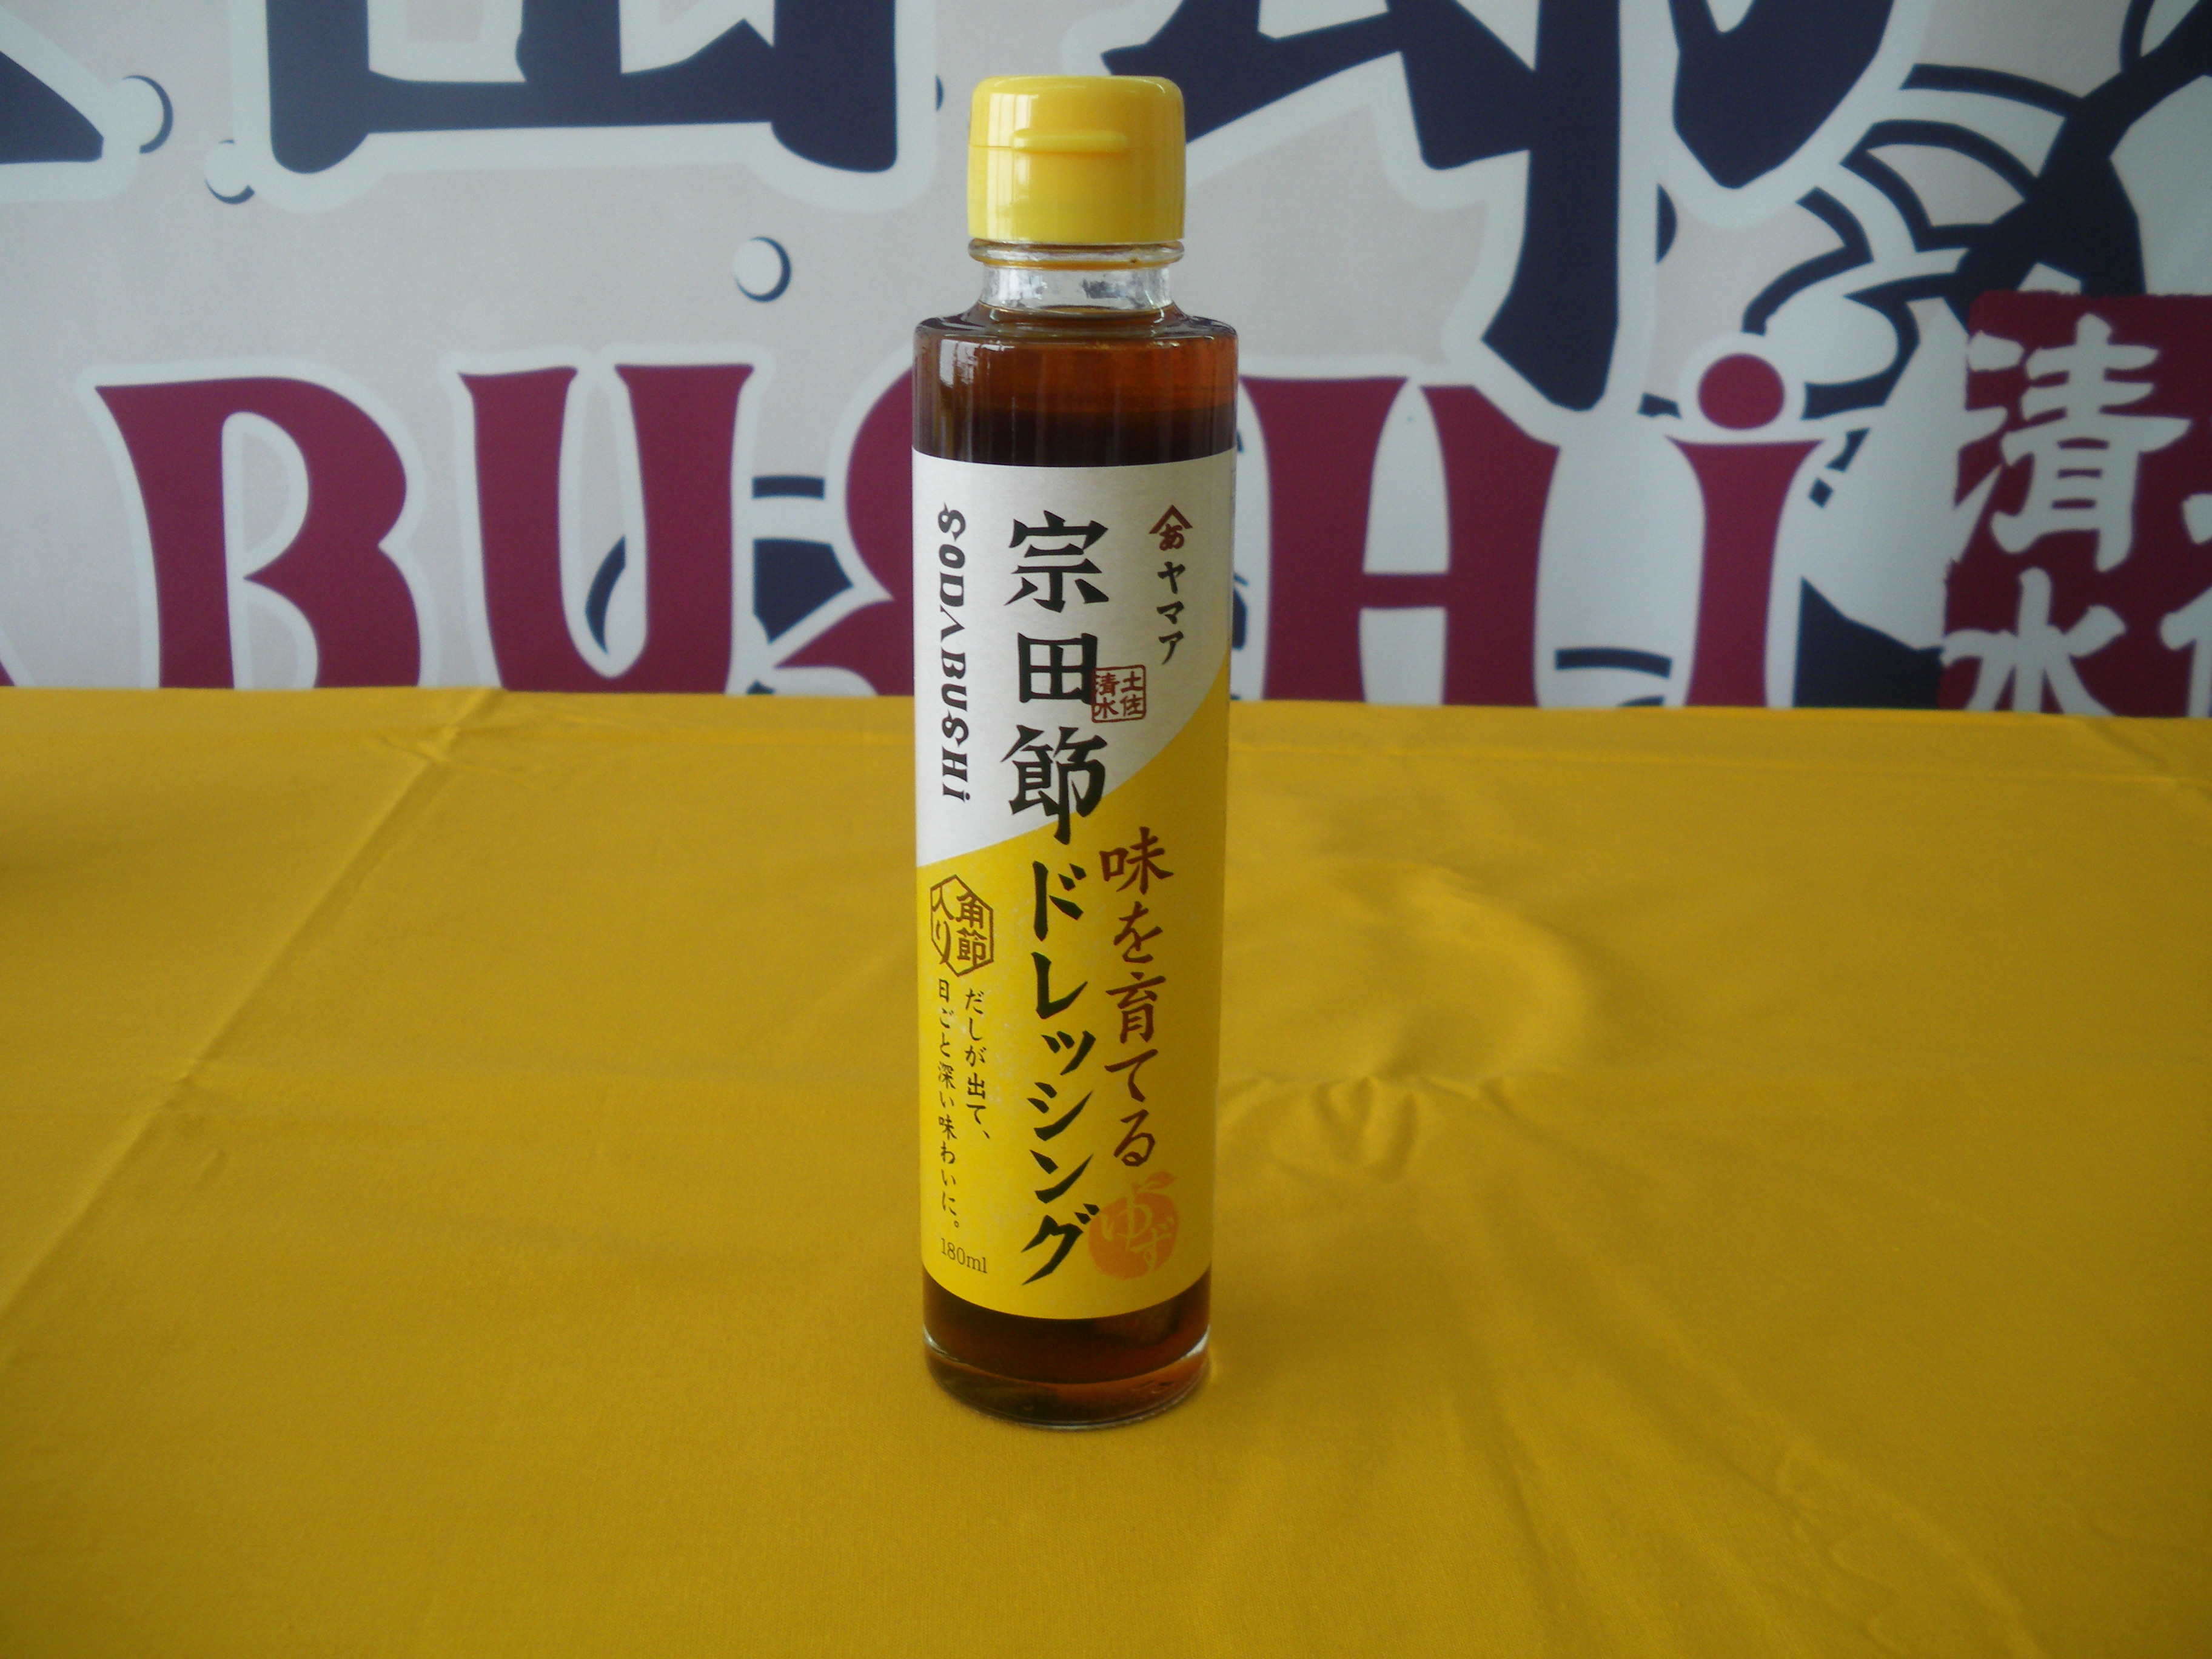 BUSHi
清水
あ
ヤマア
味を育てる
ゆず
宗田節ドレッシング
土佐
清水
SODABUSHi
角節
入り
だしが出て、
日ごと深い味わいに。
180ml